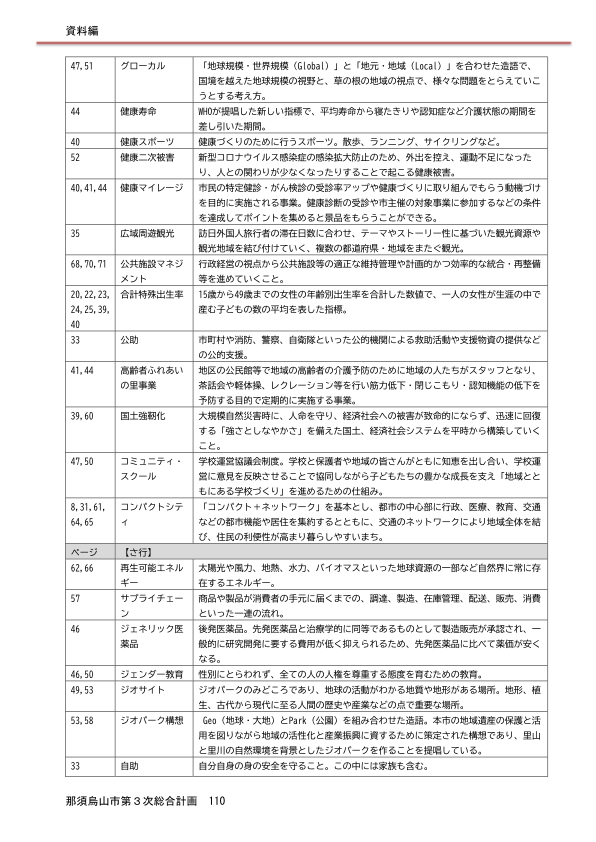 資料編
47,51 グローカル 「地球規模・世界規模（Global）」と「地元・地域（Local）」を合わせた造語で、
国境を越えた地球規模の視野と、草の根の地域の視点で、様々な問題をとらえていこ
うとする考え方。
44 健康寿命 WHOが提唱した新しい指標で、平均寿命から寝たきりや認知症など介護状態の期間を
差し引いた期間。
40 健康スポーツ 健康づくりのために行うスポーツ。散歩、ランニング、サイクリングなど。
52 健康二次被害 新型コロナウイルス感染症の感染拡大防止のため、外出を控え、運動不足になった
り、人との関わりが少なくなったりすることで起こる健康被害。
40,41,44 健康マイレージ 市民の特定健診・がん検診の受診率アップや健康づくりに取り組んでもらう動機づけ
を目的に実施される事業。健康診断の受診や市主催の対象事業に参加するなどの条件
を達成してポイントを集めると景品をもらうことができる。
35 広域周遊観光 訪日外国人旅行者の滞在日数に合わせ、テーマやストーリー性に基づいた観光資源や
観光地域を結び付けていく、複数の都道府県・地域をまたぐ観光。
68,70,71 公共施設マネジ 行政経営の視点から公共施設等の適正な維持管理や計画的かつ効率的な統合・再整備
メント 等を進めていくこと。
20,22,23, 合計特殊出生率 15歳から49歳までの女性の年齢別出生率を合計した数値で、一人の女性が生涯の中で
24,25,39, 産む子どもの数の平均を表した指標。
40
33 公助 市町村や消防、警察、自衛隊といった公的機関による救助活動や支援物資の提供など
の公的支援。
41,44 高齢者ふれあい 地区の公民館等で地域の高齢者の介護予防のために地域の人たちがスタッフとなり、
の里事業 茶話会や軽体操、レクレーション等を行い筋力低下・閉じこもり・認知機能の低下を
予防する目的で定期的に実施する事業。
39,60 国土強靭化 大規模自然災害時に、人命を守り、経済社会への被害が致命的にならず、迅速に回復
する「強さとしなやかさ」を備えた国土、経済社会システムを平時から構築していく
こと。
47,50 コミュニティ・ 学校運営協議会制度。学校と保護者や地域の皆さんがともに知恵を出し合い、学校運
スクール 営に意見を反映させることで協同しながら子どもたちの豊かな成長を支え「地域とと
もにある学校づくり」を進めるための仕組み。
8,31,61, コンパクトシテ 「コンパクト＋ネットワーク」を基本とし、都市の中心部に行政、医療、教育、交通
64,65 ィ などの都市機能や居住を集約するとともに、交通のネットワークにより地域全体を結
び、住民の利便性が高まり暮らしやすいまち。
ページ 【さ行】
62,66 再生可能エネル 太陽光や風力、地熱、水力、バイオマスといった地球資源の一部など自然界に常に存
ギー 在するエネルギー。
57 サプライチェー 商品や製品が消費者の手元に届くまでの、調達、製造、在庫管理、配送、販売、消費
ン といった一連の流れ。
46 ジェネリック医 後発医薬品。先発医薬品と治療学的に同等であるものとして製造販売が承認され、一
薬品 般的に研究開発に要する費用が低く抑えられるため、先発医薬品に比べて薬価が安く
なる。
46,50 ジェンダー教育 性別にとらわれず、全ての人の人権を尊重する態度を育むための教育。
49,53 ジオサイト ジオパークのみどころであり、地球の活動がわかる地質や地形がある場所。地形、植
生、古代から現代に至る人間の歴史や産業などの点で重要な場所。
53,58 ジオパーク構想 Geo（地球・大地）とPark（公園）を組み合わせた造語。本市の地域遺産の保護と活
用を図りながら地域の活性化と産業振興に資するために策定された構想であり、里山
と里川の自然環境を背景としたジオパークを作ることを提唱している。
33 自助 自分自身の身の安全を守ること。この中には家族も含む。
那須烏山市第３次総合計画 110